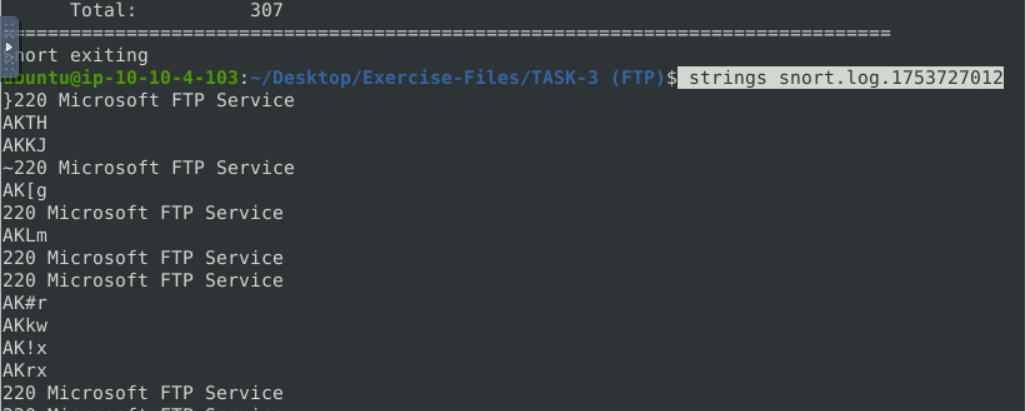 Total: 307
================================================================================
Snort exiting
ubuntu@ip-10-10-4-103:~/Desktop/Exercise-Files/TASK-3 (FTP)$ strings snort.log.1753727012
}220 Microsoft FTP Service
AKTH
AKKJ
~220 Microsoft FTP Service
AK[g
220 Microsoft FTP Service
AKLm
220 Microsoft FTP Service
220 Microsoft FTP Service
AK#r
AKkw
AK!x
AKrx
220 Microsoft FTP Service